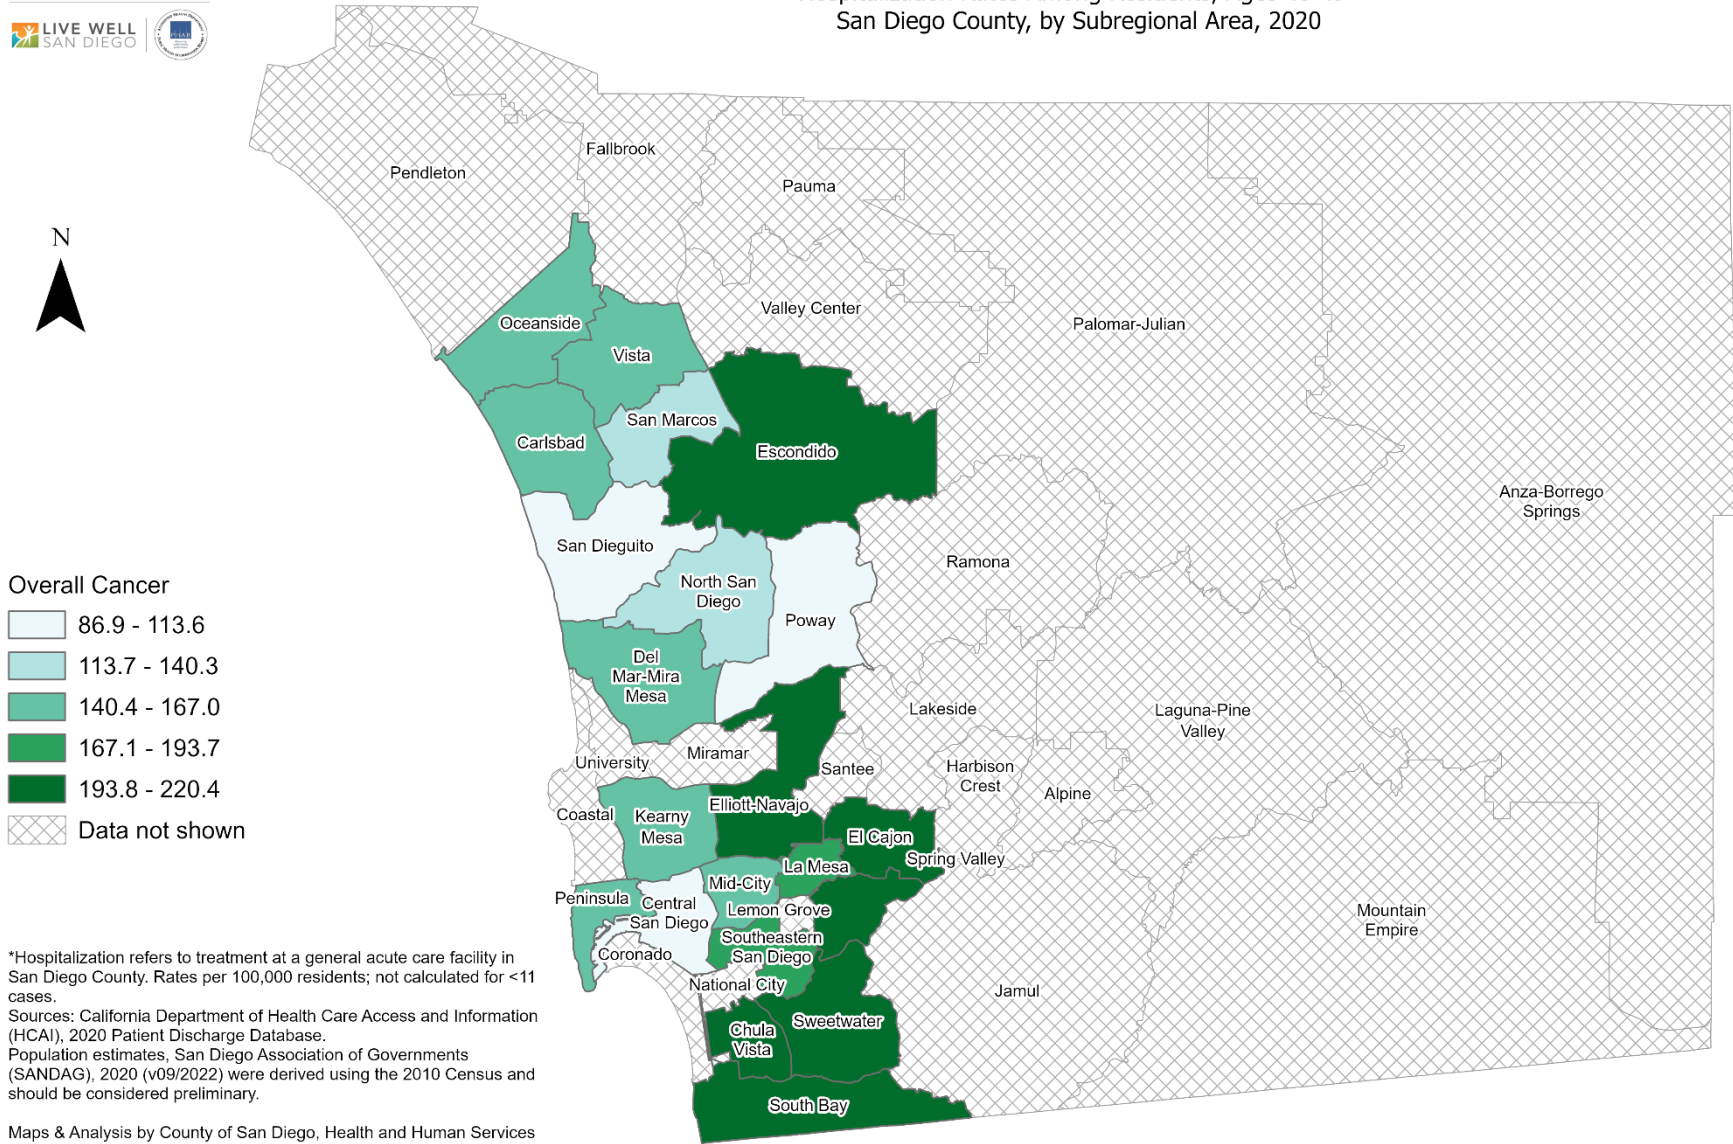 LIVE WELL
SAN DIEGO
PHAB
San Diego County, by Subregional Area, 2020
N
Pendleton
Fallbrook
Pauma
Valley Center
Palomar-Julian
Oceanside
Vista
San Marcos
Carlsbad
Escondido
Anza-Borrego
Springs
San Dieguito
North San
Diego
Poway
Ramona
Del
Mar-Mira
Mesa
Lakeside
Laguna-Pine
Valley
Miramar
University
Santee
Harbison
Crest
Alpine
Coastal
Kearny
Mesa
Elliott-Navajo
El Cajon
Spring Valley
La Mesa
Mid-City
Peninsula
Central
San Diego
Lemon Grove
Southeastern
San Diego
Coronado
National City
Mountain
Empire
Jamul
Sweetwater
Chula
Vista
South Bay
Overall Cancer
86.9 - 113.6
113.7 - 140.3
140.4 - 167.0
167.1 - 193.7
193.8 - 220.4
Data not shown
*Hospitalization refers to treatment at a general acute care facility in
San Diego County. Rates per 100,000 residents; not calculated for <11
cases.
Sources: California Department of Health Care Access and Information
(HCAI), 2020 Patient Discharge Database.
Population estimates, San Diego Association of Governments
(SANDAG), 2020 (v09/2022) were derived using the 2010 Census and
should be considered preliminary.
Maps & Analysis by County of San Diego, Health and Human Services